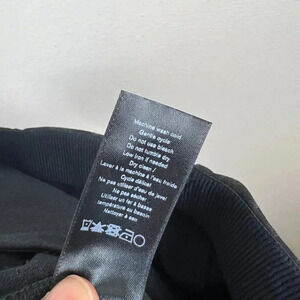 Machine wash cold
Gentle cycle
Do not use bleach
Do not tumble dry
Low iron if needed
Dry clean /
Laver à la machine à l'eau froide
Cycle délicat
Ne pas utiliser d'eau de javel
Ne pas sécher
Utiliser un fer à basse
température au besoin
Nettoyer à sec